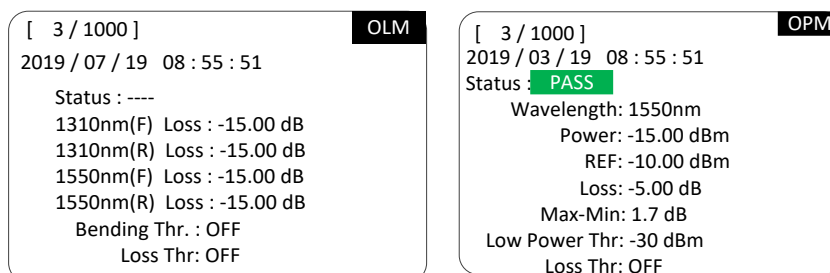 [ 3 / 1000 ] OLM
2019 / 07 / 19 08 : 55 : 51
Status : ----
1310nm(F) Loss : -15.00 dB
1310nm(R) Loss : -15.00 dB
1550nm(F) Loss : -15.00 dB
1550nm(R) Loss : -15.00 dB
Bending Thr. : OFF
Loss Thr: OFF
[ 3 / 1000 ] OPM
2019 / 03 / 19 08 : 55 : 51
Status : PASS
Wavelength: 1550nm
Power: -15.00 dBm
REF: -10.00 dBm
Loss: -5.00 dB
Max-Min: 1.7 dB
Low Power Thr: -30 dBm
Loss Thr: OFF